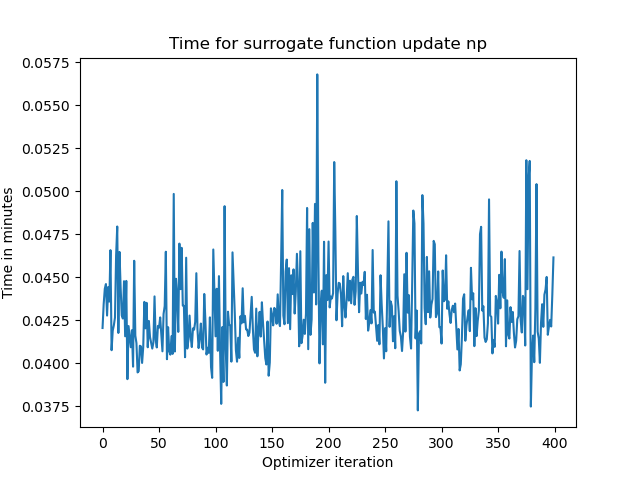 Time for surrogate function update np
0.0575
0.0550
0.0525
0.0500
0.0475
0.0450
0.0425
0.0400
0.0375
Time in minutes
0 50 100 150 200 250 300 350 400
Optimizer iteration